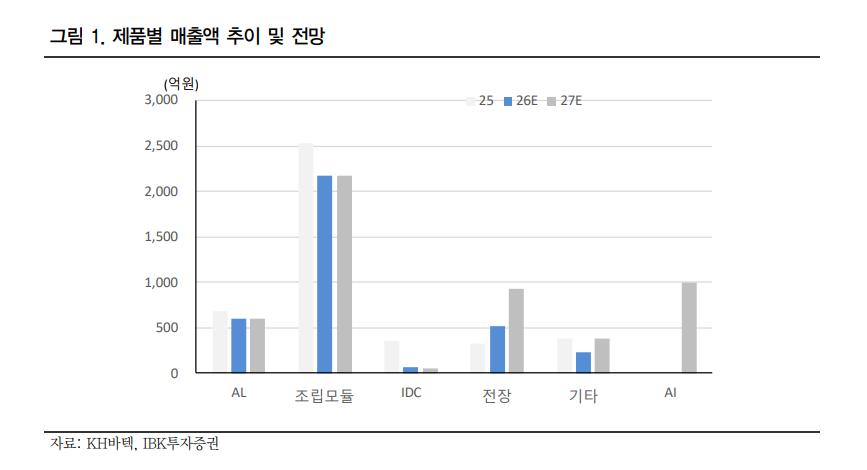 그림 1. 제품별 매출액 추이 및 전망
(억원)
25 26E 27E
3,000
2,500
2,000
1,500
1,000
500
0
AL 조립모듈 IDC 전장 기타 AI
자료: KH바텍, IBK투자증권